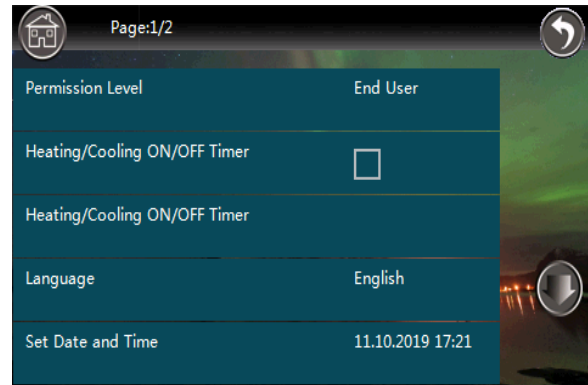 Page:1/2
Permission Level End User
Heating/Cooling ON/OFF Timer
Heating/Cooling ON/OFF Timer
Language English
Set Date and Time 11.10.2019 17:21